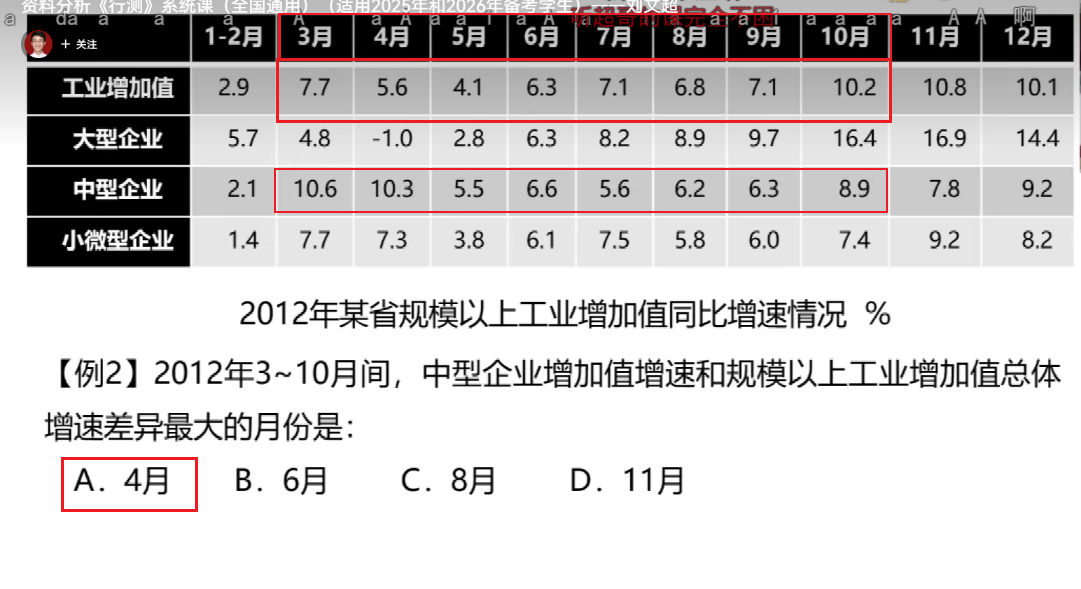 资料分析《行测》系统课（全国通用）（适用2025年和2026年备考学生）——刘文超
a da a a a A a A a a a A a a a a a a A A 啊
+ 关注
1-2月 3月 4月 5月 6月 7月 8月 9月 10月 11月 12月
工业增加值 2.9 7.7 5.6 4.1 6.3 7.1 6.8 7.1 10.2 10.8 10.1
大型企业 5.7 4.8 -1.0 2.8 6.3 8.2 8.9 9.7 16.4 16.9 14.4
中型企业 2.1 10.6 10.3 5.5 6.6 5.6 6.2 6.3 8.9 7.8 9.2
小微型企业 1.4 7.7 7.3 3.8 6.1 7.5 5.8 6.0 7.4 9.2 8.2
2012年某省规模以上工业增加值同比增速情况 %
【例2】2012年3~10月间，中型企业增加值增速和规模以上工业增加值总体
增速差异最大的月份是：
A．4月 B．6月 C．8月 D．11月